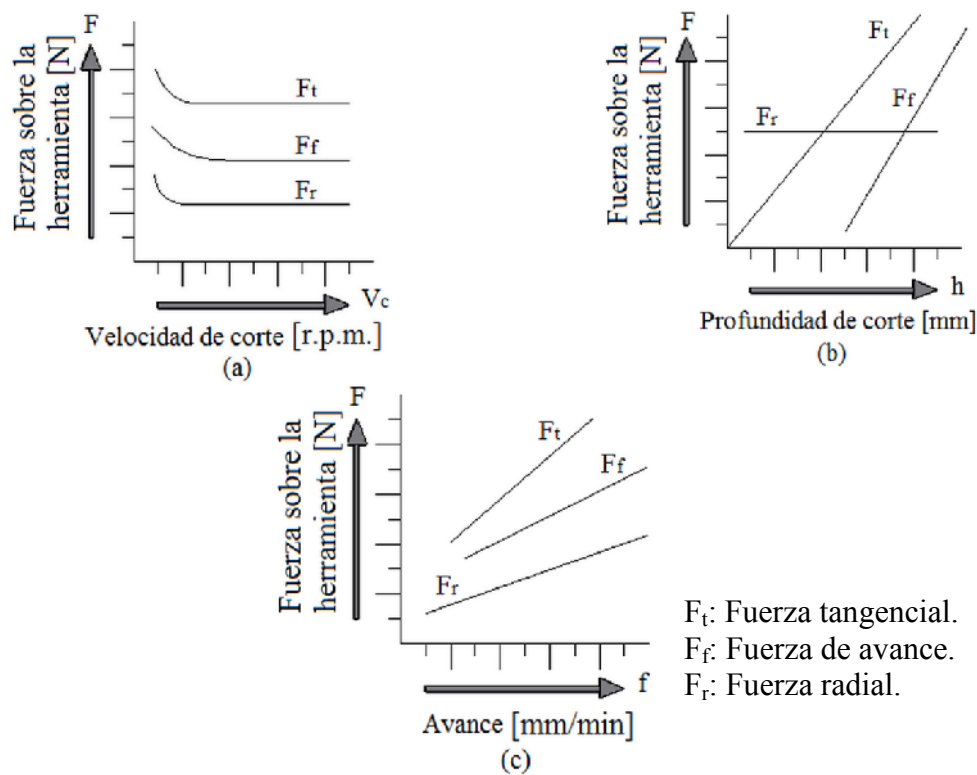 F
Fuerza sobre la
herramienta [N]
Ft
Ff
Fr
Vc
Velocidad de corte [r.p.m.]
(a)
F
Fuerza sobre la
herramienta [N]
Ft
Ff
Fr
h
Profundidad de corte [mm]
(b)
F
Fuerza sobre la
herramienta [N]
Ft
Ff
Fr
f
Avance [mm/min]
(c)
Ft: Fuerza tangencial.
Ff: Fuerza de avance.
Fr: Fuerza radial.